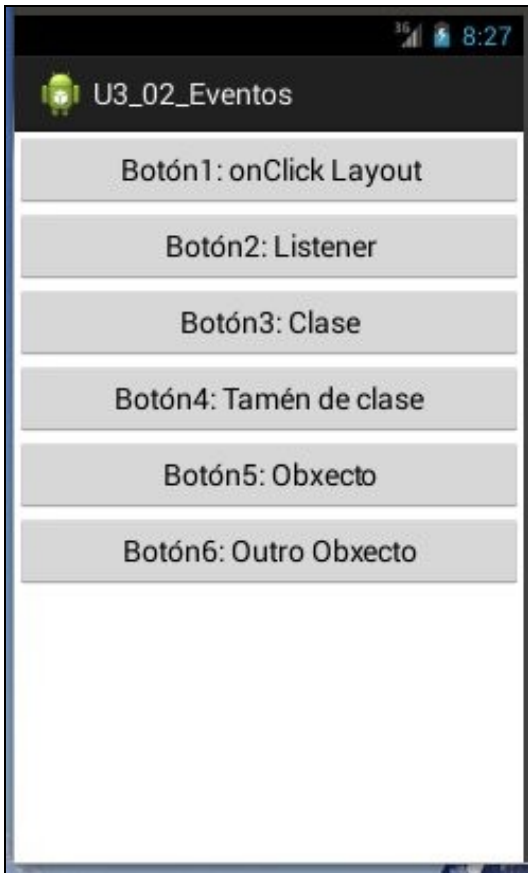 3G 8:27
U3_02_Eventos
Botón1: onClick Layout
Botón2: Listener
Botón3: Clase
Botón4: Tamén de clase
Botón5: Obxecto
Botón6: Outro Obxecto